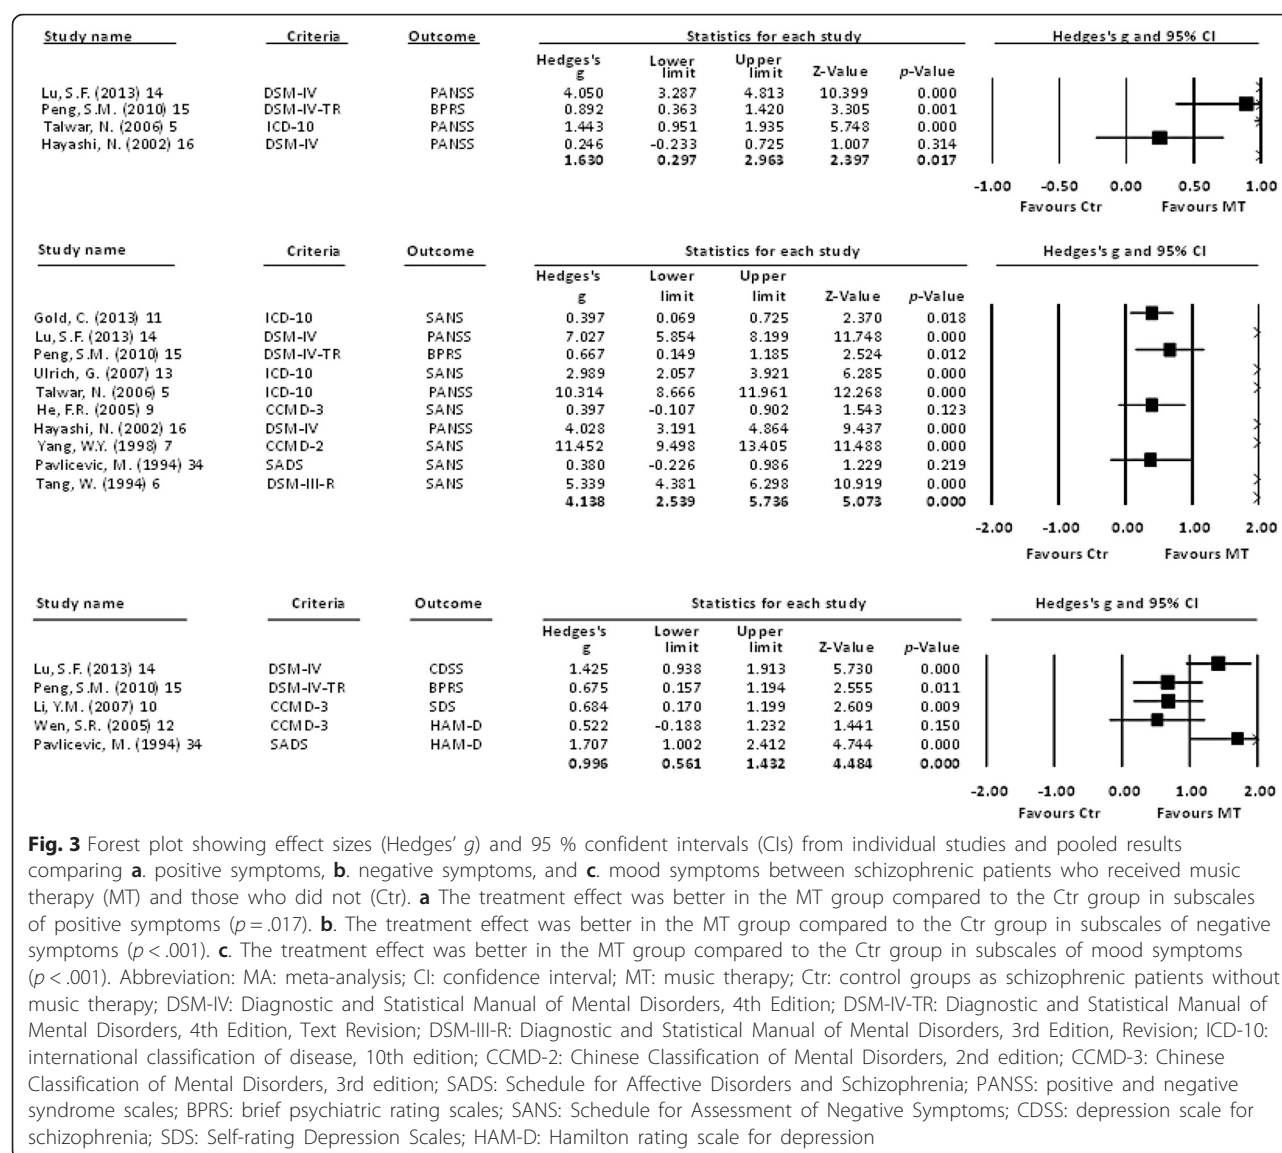 Study name Criteria Outcome Statistics for each study Hedges's g and 95% CI
Hedges's g Lower limit Upper limit Z-Value p-Value
Lu, S.F. (2013) 14 DSM-IV PANSS 4.050 3.287 4.813 10.399 0.000
Peng, S.M. (2010) 15 DSM-IV-TR BPRS 0.892 0.363 1.420 3.305 0.001
Talwar, N. (2006) 5 ICD-10 PANSS 1.443 0.951 1.935 5.748 0.000
Hayashi, N. (2002) 16 DSM-IV PANSS 0.246 -0.233 0.725 1.007 0.314
1.630 0.297 2.963 2.397 0.017
-1.00 -0.50 0.00 0.50 1.00
Favours Ctr Favours MT
Study name Criteria Outcome Statistics for each study Hedges's g and 95% CI
Hedges's g Lower limit Upper limit Z-Value p-Value
Gold, C. (2013) 11 ICD-10 SANS 0.397 0.069 0.725 2.370 0.018
Lu, S.F. (2013) 14 DSM-IV PANSS 7.027 5.854 8.199 11.748 0.000
Peng, S.M. (2010) 15 DSM-IV-TR BPRS 0.667 0.149 1.185 2.524 0.012
Ulrich, G. (2007) 13 ICD-10 SANS 2.989 2.057 3.921 6.285 0.000
Talwar, N. (2006) 5 ICD-10 PANSS 10.314 8.666 11.961 12.268 0.000
He, F.R. (2005) 9 CCMD-3 SANS 0.397 -0.107 0.902 1.543 0.123
Hayashi, N. (2002) 16 DSM-IV PANSS 4.028 3.191 4.864 9.437 0.000
Yang, W.Y. (1998) 7 CCMD-2 SANS 11.452 9.498 13.405 11.488 0.000
Pavlicevic, M. (1994) 34 SADS SANS 0.380 -0.226 0.986 1.229 0.219
Tang, W. (1994) 6 DSM-III-R SANS 5.339 4.381 6.298 10.919 0.000
4.138 2.539 5.736 5.073 0.000
-2.00 -1.00 0.00 1.00 2.00
Favours Ctr Favours MT
Study name Criteria Outcome Statistics for each study Hedges's g and 95% CI
Hedges's g Lower limit Upper limit Z-Value p-Value
Lu, S.F. (2013) 14 DSM-IV CDSS 1.425 0.938 1.913 5.730 0.000
Peng, S.M. (2010) 15 DSM-IV-TR BPRS 0.675 0.157 1.194 2.555 0.011
Li, Y.M. (2007) 10 CCMD-3 SDS 0.684 0.170 1.199 2.609 0.009
Wen, S.R. (2005) 12 CCMD-3 HAM-D 0.522 -0.188 1.232 1.441 0.150
Pavlicevic, M. (1994) 34 SADS HAM-D 1.707 1.002 2.412 4.744 0.000
0.996 0.561 1.432 4.484 0.000
-2.00 -1.00 0.00 1.00 2.00
Favours Ctr Favours MT
Fig. 3 Forest plot showing effect sizes (Hedges' g) and 95 % confident intervals (CIs) from individual studies and pooled results
comparing a. positive symptoms, b. negative symptoms, and c. mood symptoms between schizophrenic patients who received music
therapy (MT) and those who did not (Ctr). a The treatment effect was better in the MT group compared to the Ctr group in subscales
of positive symptoms (p = .017). b. The treatment effect was better in the MT group compared to the Ctr group in subscales of negative
symptoms (p < .001). c. The treatment effect was better in the MT group compared to the Ctr group in subscales of mood symptoms
(p < .001). Abbreviation: MA: meta-analysis; CI: confidence interval; MT: music therapy; Ctr: control groups as schizophrenic patients without
music therapy; DSM-IV: Diagnostic and Statistical Manual of Mental Disorders, 4th Edition; DSM-IV-TR: Diagnostic and Statistical Manual of
Mental Disorders, 4th Edition, Text Revision; DSM-III-R: Diagnostic and Statistical Manual of Mental Disorders, 3rd Edition, Revision; ICD-10:
international classification of disease, 10th edition; CCMD-2: Chinese Classification of Mental Disorders, 2nd edition; CCMD-3: Chinese
Classification of Mental Disorders, 3rd edition; SADS: Schedule for Affective Disorders and Schizophrenia; PANSS: positive and negative
syndrome scales; BPRS: brief psychiatric rating scales; SANS: Schedule for Assessment of Negative Symptoms; CDSS: depression scale for
schizophrenia; SDS: Self-rating Depression Scales; HAM-D: Hamilton rating scale for depression